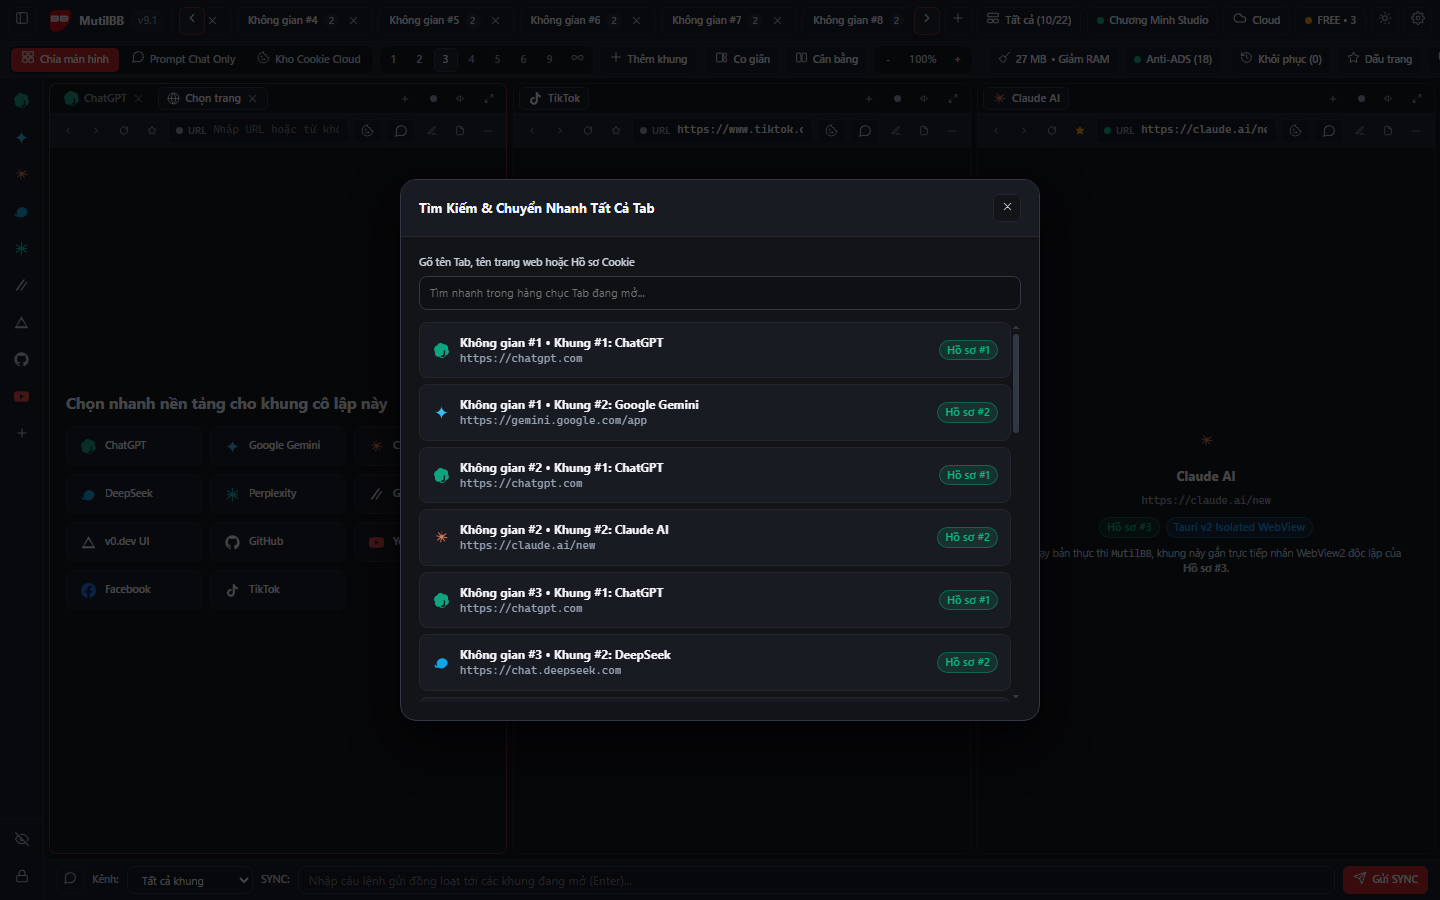 MutilBB v9.1
Không gian #4 2
Không gian #5 2
Không gian #6 2
Không gian #7 2
Không gian #8 2
Tất cả (10/22)
Chương Minh Studio
Cloud
FREE • 3
Chia màn hình
Prompt Chat Only
Kho Cookie Cloud
1 2 3 4 5 6 9 ∞
+ Thêm khung
Co giãn
Cân bằng
- 100% +
27 MB • Giảm RAM
Anti-ADS (18)
Khôi phục (0)
Dấu trang
ChatGPT
Chọn trang
TikTok
Claude AI
URL Nhập URL hoặc từ kh
URL https://www.tiktok.c
URL https://claude.ai/ne
Tìm Kiếm & Chuyển Nhanh Tất Cả Tab
Gõ tên Tab, tên trang web hoặc Hồ sơ Cookie
Tìm nhanh trong hàng chục Tab đang mở...
Không gian #1 • Khung #1: ChatGPT
https://chatgpt.com
Hồ sơ #1
Không gian #1 • Khung #2: Google Gemini
https://gemini.google.com/app
Hồ sơ #2
Không gian #2 • Khung #1: ChatGPT
https://chatgpt.com
Hồ sơ #1
Không gian #2 • Khung #2: Claude AI
https://claude.ai/new
Hồ sơ #2
Không gian #3 • Khung #1: ChatGPT
https://chatgpt.com
Hồ sơ #1
Không gian #3 • Khung #2: DeepSeek
https://chat.deepseek.com
Hồ sơ #2
Chọn nhanh nền tảng cho khung cô lập này
ChatGPT
Google Gemini
C
DeepSeek
Perplexity
G
v0.dev UI
GitHub
Yo
Facebook
TikTok
Claude AI
https://claude.ai/new
Hồ sơ #3
Tauri v2 Isolated WebView
ay bản thực thi MutilBB, khung này gắn trực tiếp nhân WebView2 độc lập của
Hồ sơ #3.
Kênh:
Tất cả khung
SYNC:
Nhập câu lệnh gửi đồng loạt tới các khung đang mở (Enter)...
Gửi SYNC